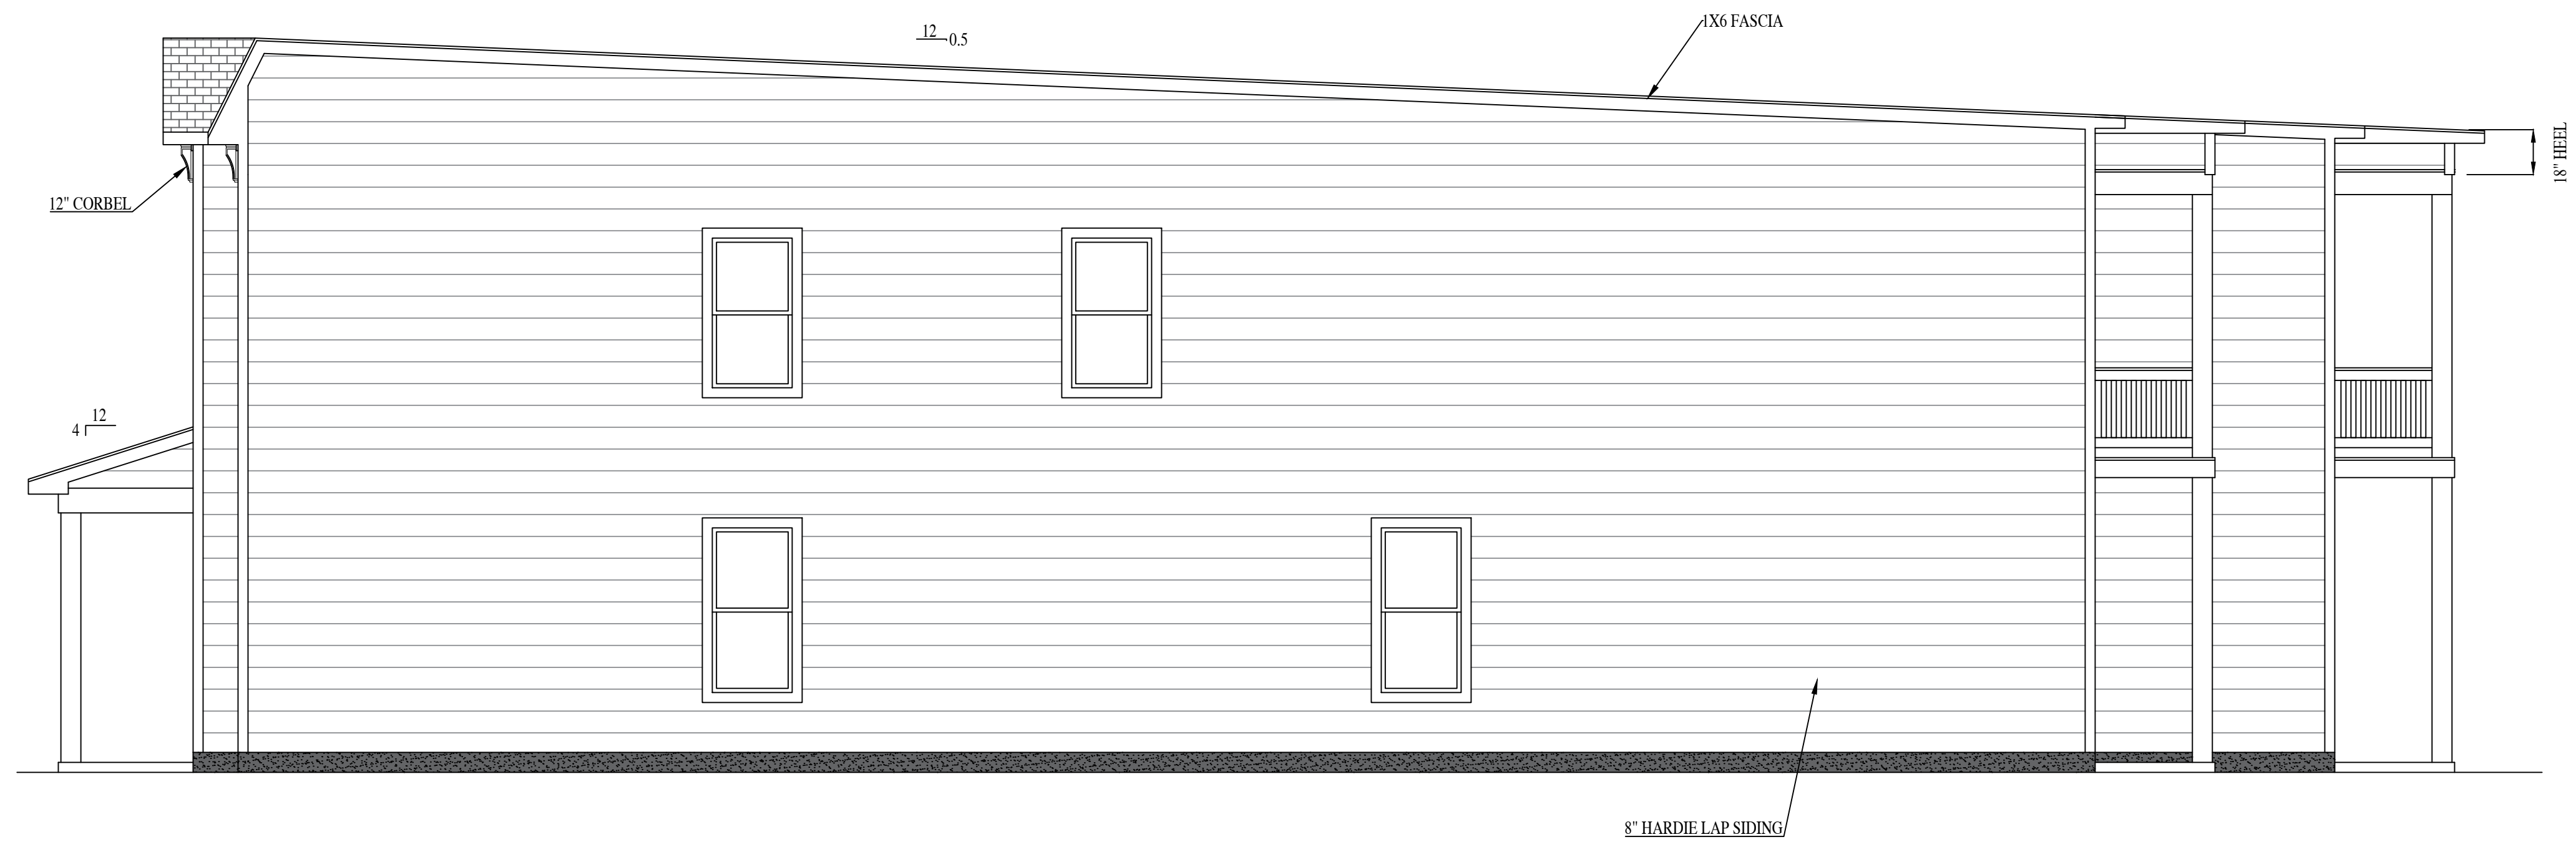 1X6 FASCIA
12
0.5
18" HEEL
12" CORBEL
12
4
8" HARDIE LAP SIDING